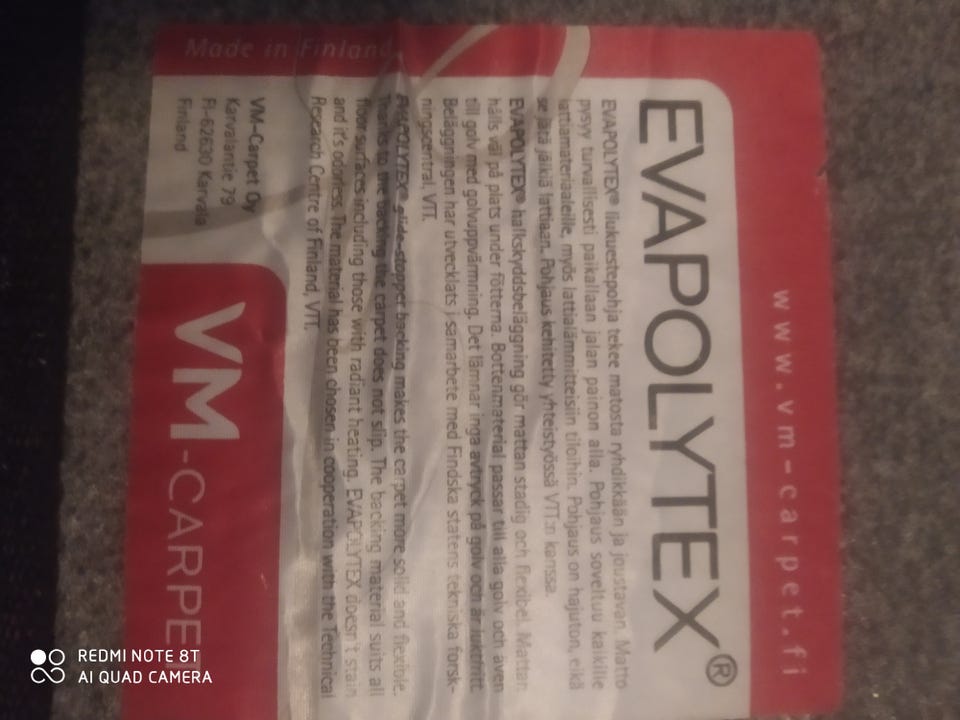 www.vm-carpet.fi
EVAPOLYTEX®
EVAPOLYTEX® liukuestepohja tekee matosta ryhdikkään ja joustavan. Matto
pysyy turvallisesti paikallaan jalan painon alla. Pohjaus soveltuu kaikille
lattiamateriaaleille, myös lattialämmitteisiin tiloihin. Pohjaus on hajuton, eikä
se jätä jälkiä lattiaan. Pohjaus kehitetty yhteistyössä VTT:n kanssa.
EVAPOLYTEX® halkskyddsbeläggning gör mattan stadig och flexibel. Mattan
hålls väl på plats under fötterna. Bottenmaterial passar till alla golv och även
till golv med golvuppvärmning. Det lämnar inga avtryck på golv och är luktfritt.
Beläggningen har utvecklats i samarbete med Findska statens tekniska forsk-
ningscentral, VTT.
EVAPOLYTEX® glide-stopper backing makes the carpet more solid and flexible.
Thanks to the backing the carpet does not slip. The backing material suits all
floor surfaces including those with radiant heating. EVAPOLYTEX doesn't stain
and it's odorless. The material has been chosen in cooperation with the Technical
Research Centre of Finland, VTT.
VM-Carpet Oy
Karvalantie 79
FI-62630 Karvala
Finland
Made in Finland
VM-CARPET
REDMI NOTE 8T
AI QUAD CAMERA